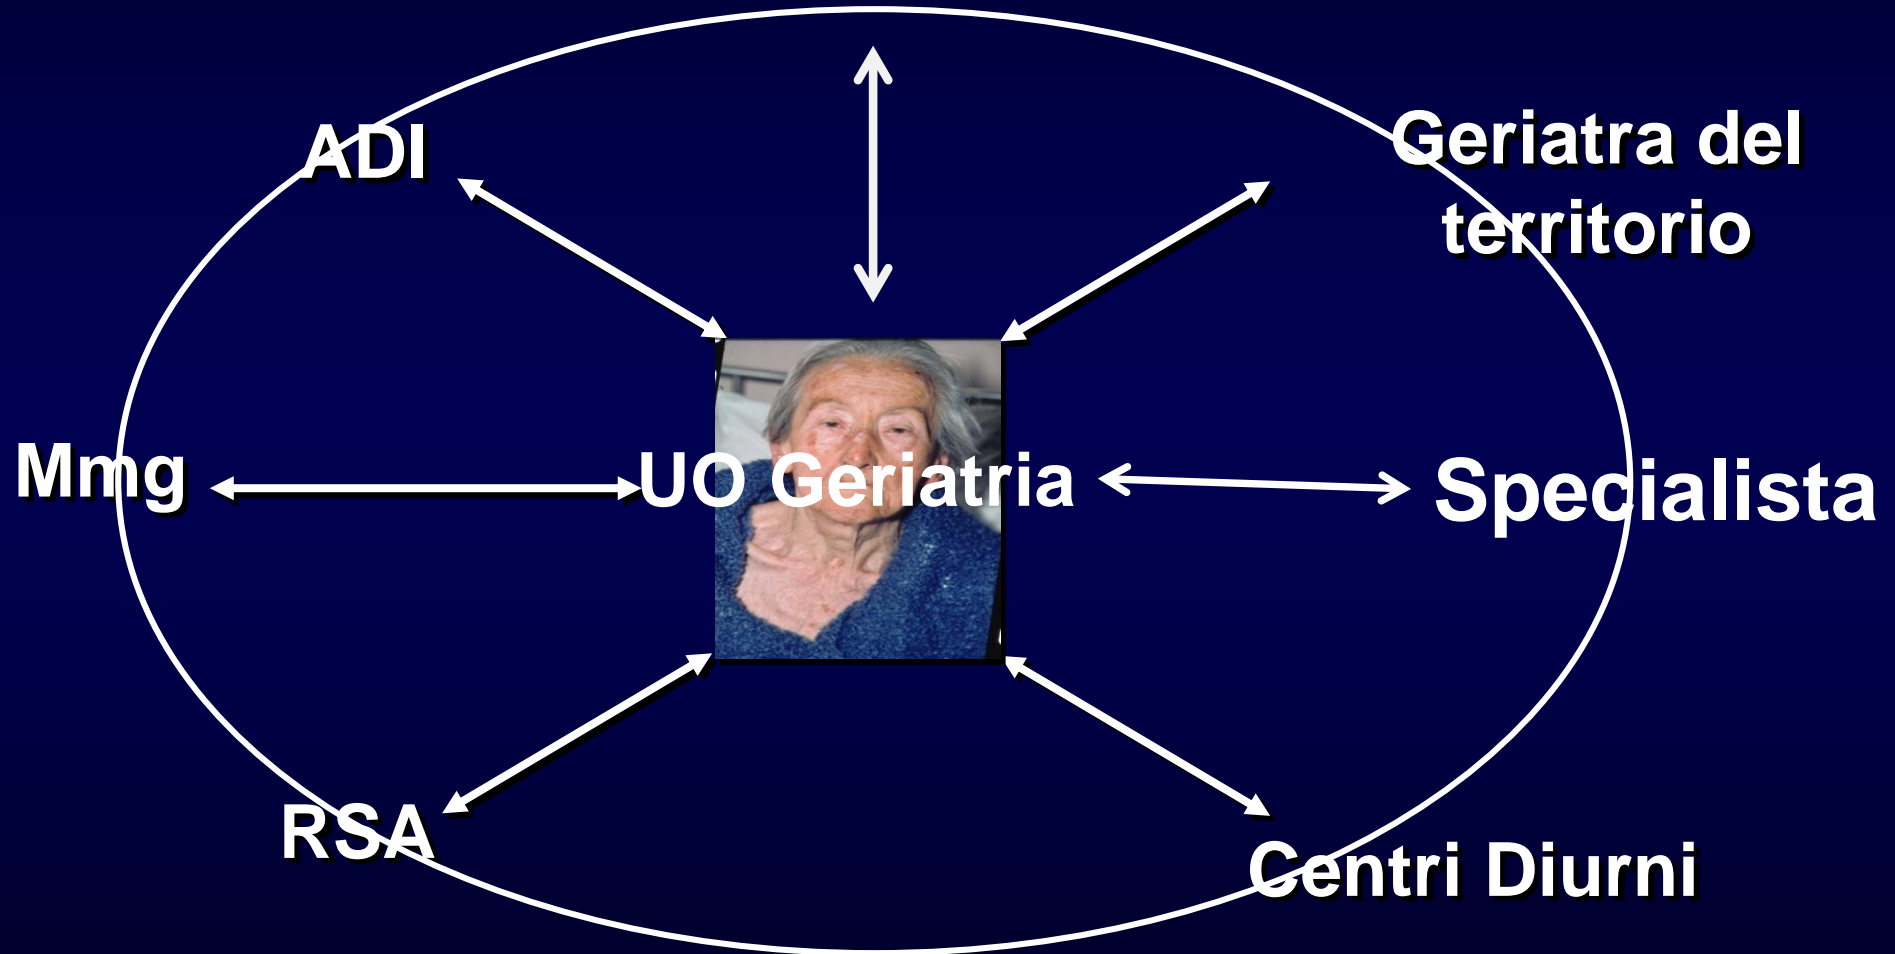 ADI
Geriatra del
territorio
Mmg
UO Geriatria
Specialista
RSA
Centri Diurni